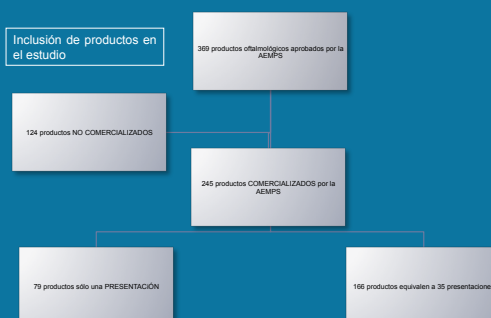 Inclusión de productos en
el estudio
369 productos oftalmológicos aprobados por la
AEMPS
124 productos NO COMERCIALIZADOS
245 productos COMERCIALIZADOS por la
AEMPS
79 productos sólo una PRESENTACIÓN
166 productos equivalen a 35 presentaciones